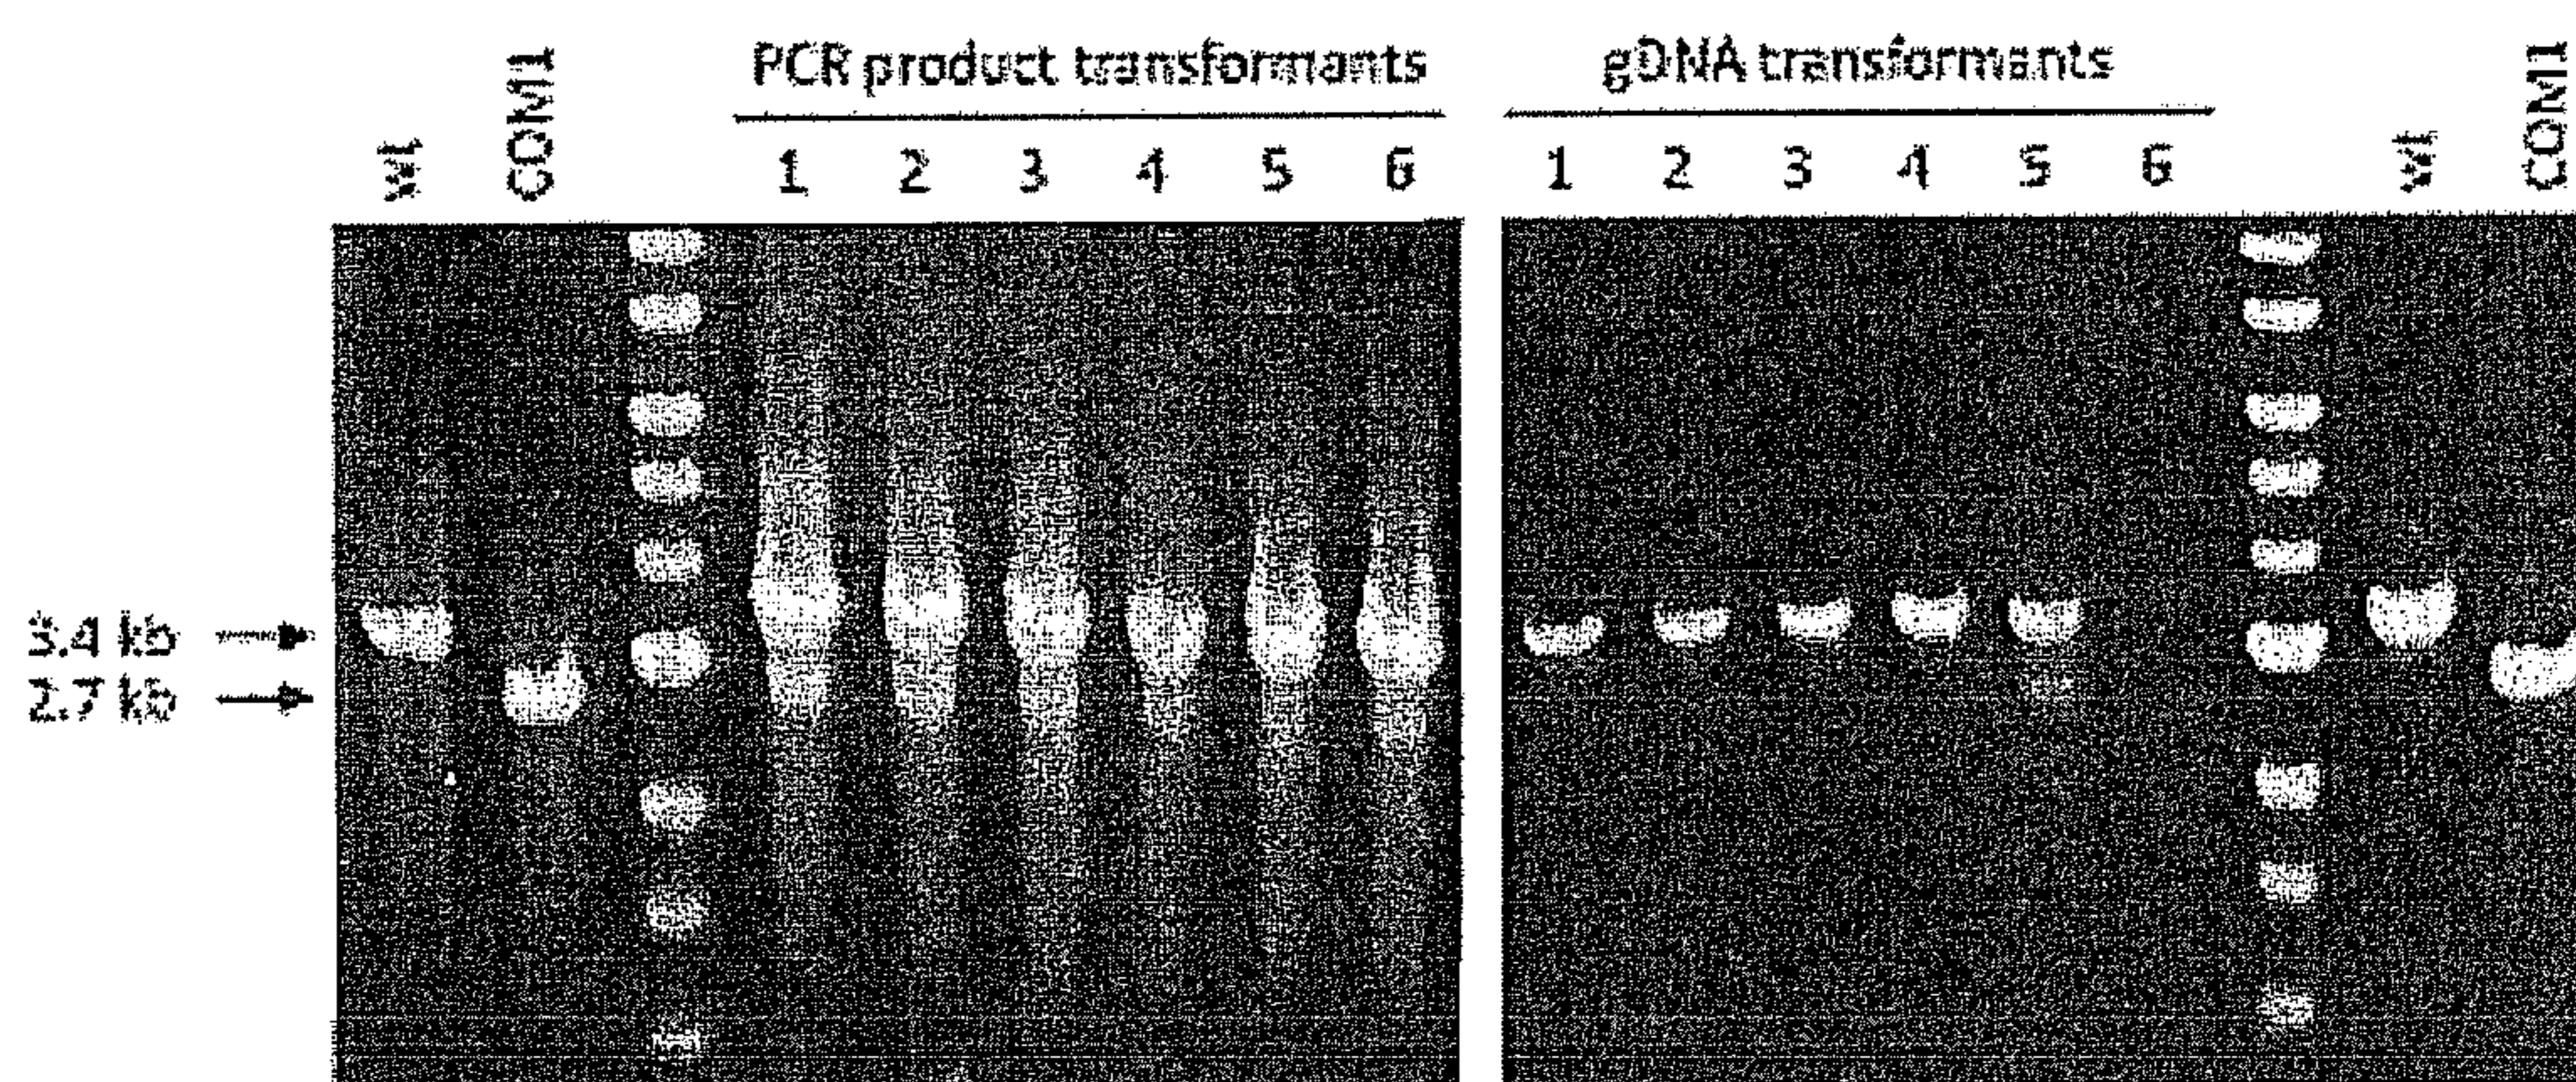 PCR product transformants gDNA transformants
wt COM1 1 2 3 4 5 6 1 2 3 4 5 6 wt COM1
3.4 kb
2.7 kb